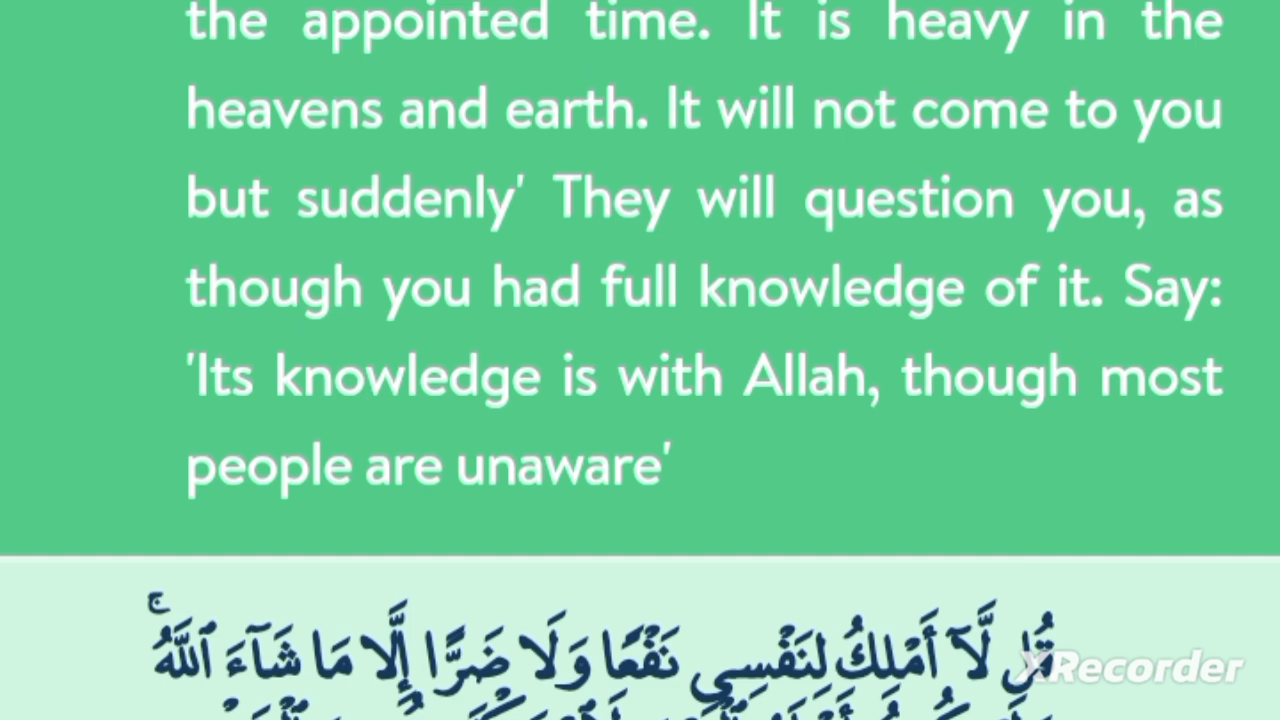 the appointed time. It is heavy in the
heavens and earth. It will not come to you
but suddenly' They will question you, as
though you had full knowledge of it. Say:
'Its knowledge is with Allah, though most
people are unaware'
قُل لَّآ أَمْلِكُ لِنَفْسِي نَفْعًا وَلَا ضَرًّا إِلَّا مَا شَآءَ ٱللَّهُۚ
XRecorder